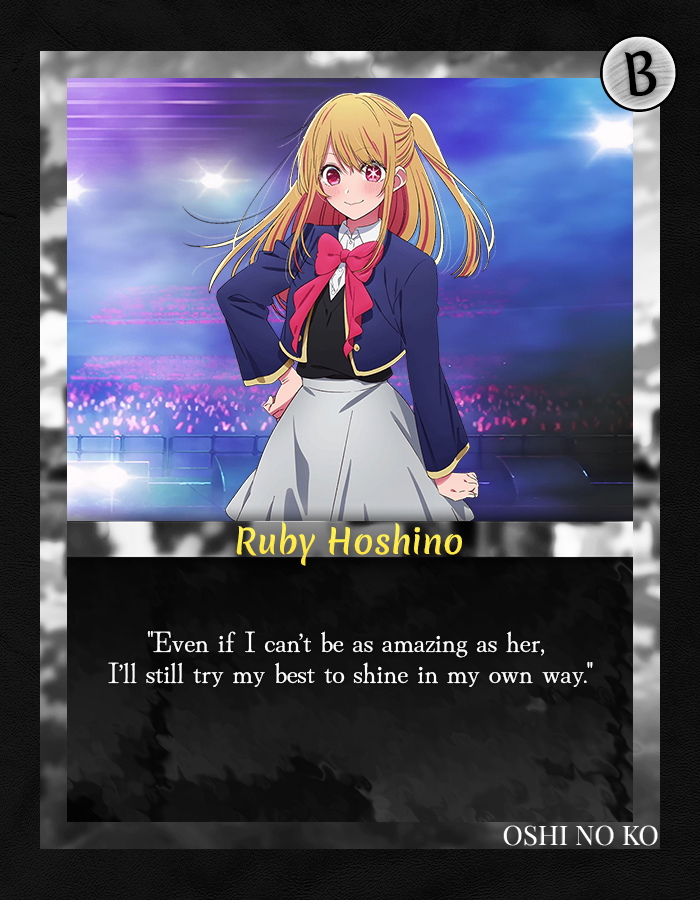 B
Ruby Hoshino
"Even if I can't be as amazing as her,
I'll still try my best to shine in my own way."
OSHI NO KO